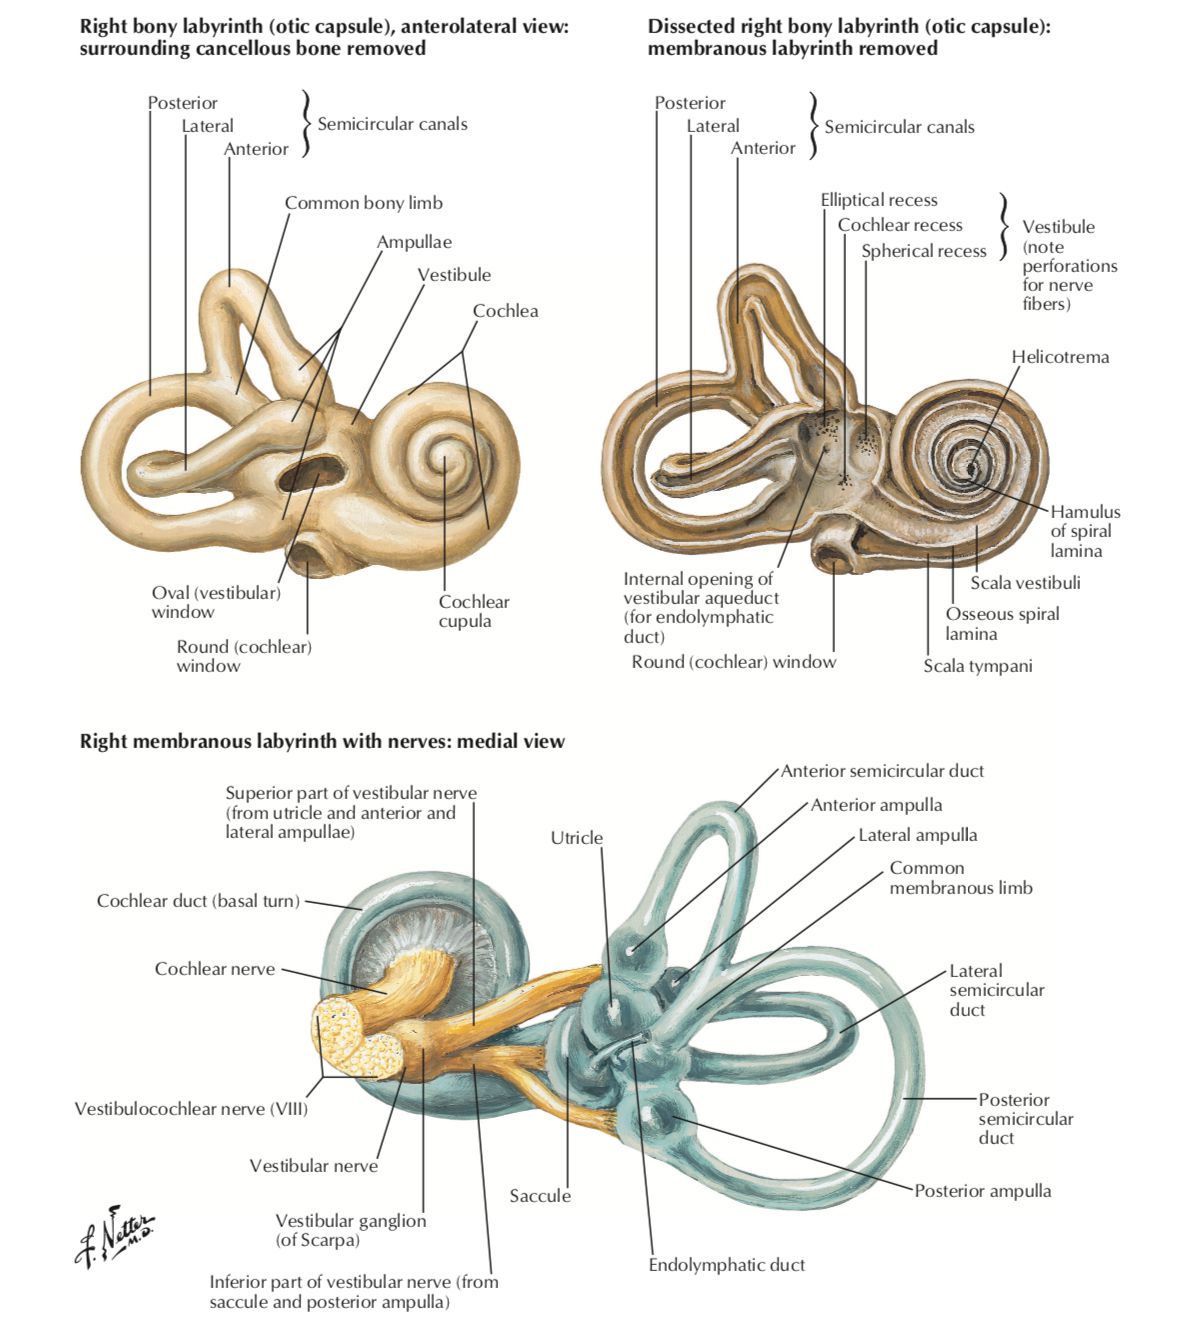 Right bony labyrinth (otic capsule), anterolateral view:
surrounding cancellous bone removed
Posterior
Lateral
Anterior
Semicircular canals
Common bony limb
Ampullae
Vestibule
Cochlea
Oval (vestibular)
window
Round (cochlear)
window
Cochlear
cupula
Dissected right bony labyrinth (otic capsule):
membranous labyrinth removed
Posterior
Lateral
Anterior
Semicircular canals
Elliptical recess
Cochlear recess
Spherical recess
Vestibule
(note
perforations
for nerve
fibers)
Helicotrema
Hamulus
of spiral
lamina
Scala vestibuli
Osseous spiral
lamina
Scala tympani
Internal opening of
vestibular aqueduct
(for endolymphatic
duct)
Round (cochlear) window
Right membranous labyrinth with nerves: medial view
Superior part of vestibular nerve
(from utricle and anterior and
lateral ampullae)
Utricle
Anterior semicircular duct
Anterior ampulla
Lateral ampulla
Common
membranous limb
Cochlear duct (basal turn)
Cochlear nerve
Lateral
semicircular
duct
Vestibulocochlear nerve (VIII)
Posterior
semicircular
duct
Vestibular nerve
Saccule
Posterior ampulla
Vestibular ganglion
(of Scarpa)
Endolymphatic duct
Inferior part of vestibular nerve (from
saccule and posterior ampulla)
F. Netter
M.D.